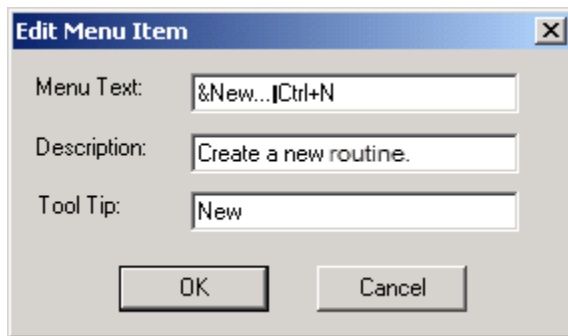 Edit Menu Item
Menu Text: &New...|Ctrl+N
Description: Create a new routine.
Tool Tip: New
OK Cancel